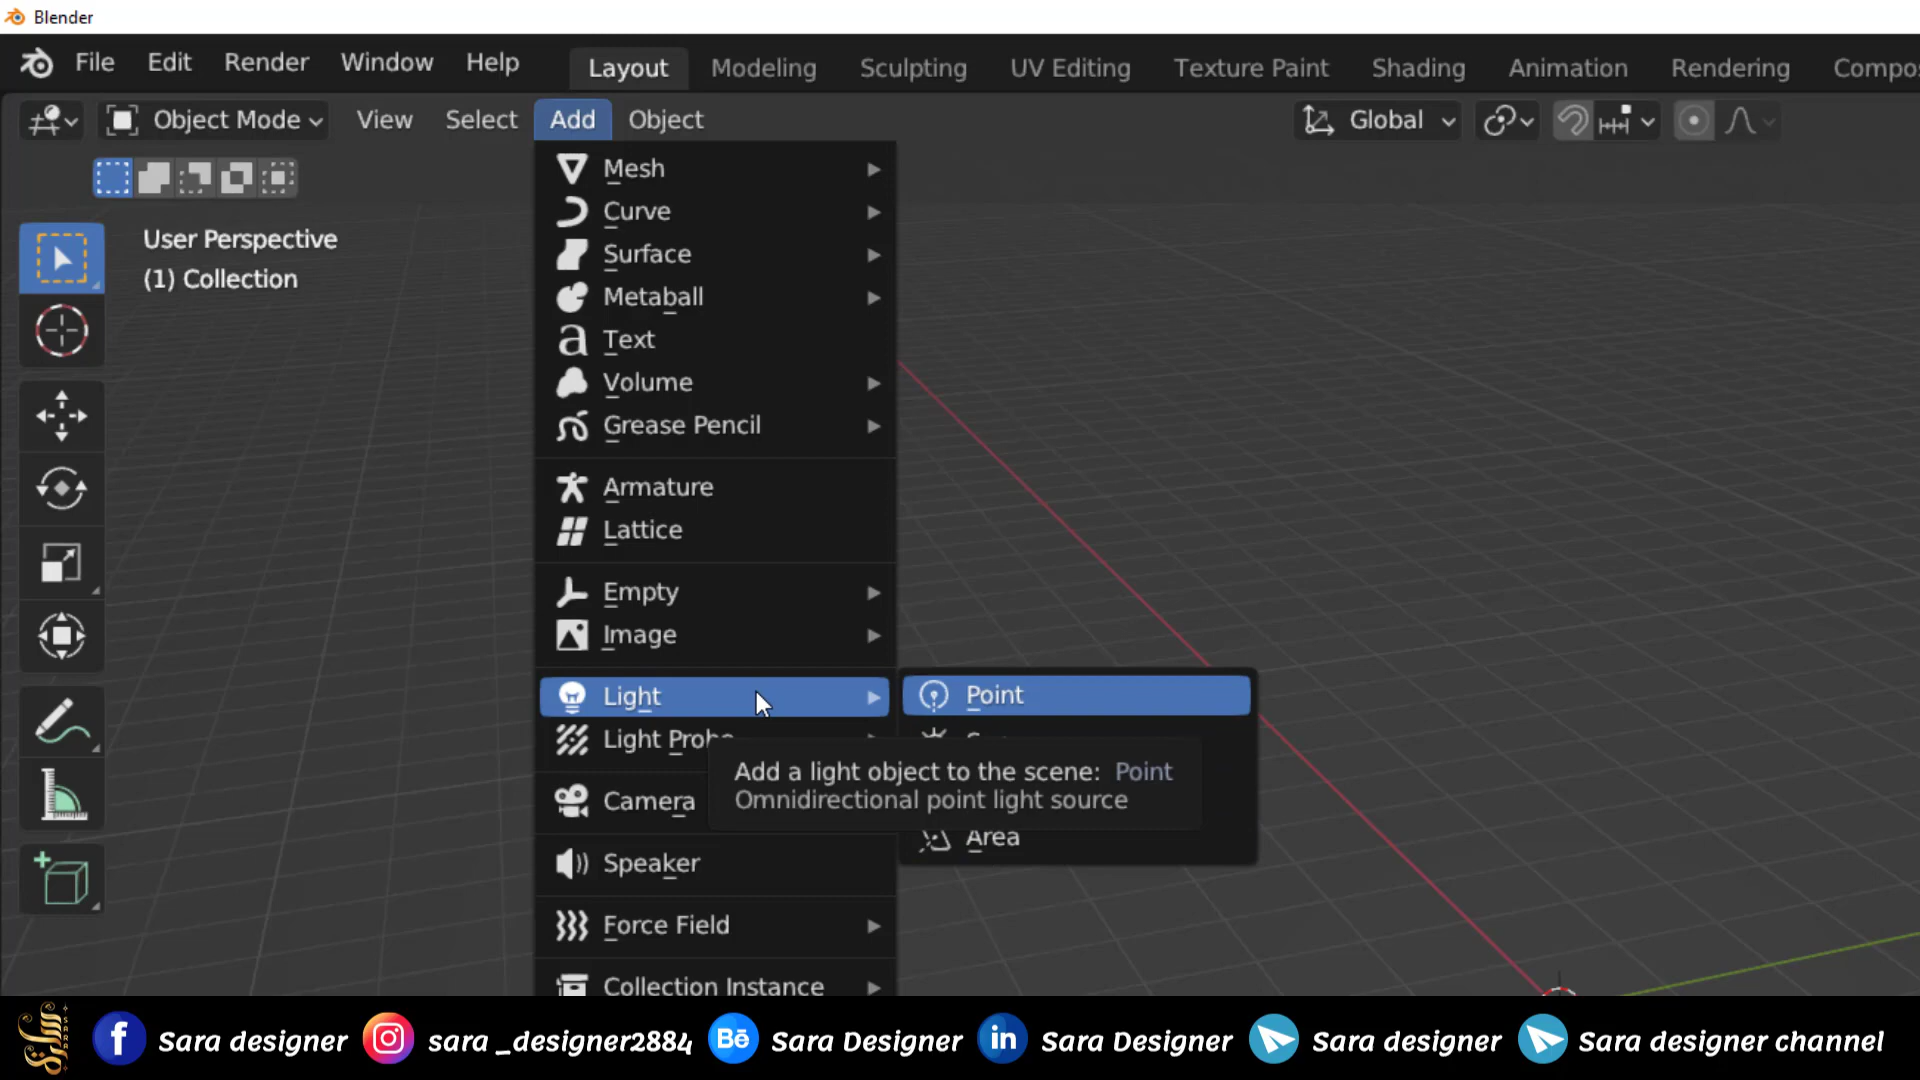 Blender
File Edit Render Window Help Layout Modeling Sculpting UV Editing Texture Paint Shading Animation Rendering
Object Mode View Select Add Object Global
User Perspective
(1) Collection
Mesh
Curve
Surface
Metaball
Text
Volume
Grease Pencil
Armature
Lattice
Empty
Image
Light
Point
Light Probe
Add a light object to the scene: Point
Omnidirectional point light source
Camera
Area
Speaker
Force Field
Collection Instance
Sara designer sara _designer2884 Sara Designer Sara Designer Sara designer Sara designer channel